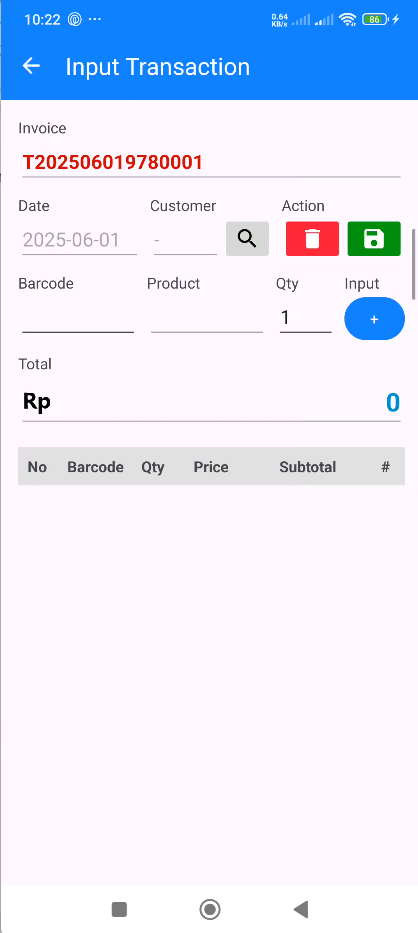 10:22 ... 0.64 KB/s 86
Input Transaction
Invoice
T202506019780001
Date Customer Action
2025-06-01 -
Barcode Product Qty Input
1 +
Total
Rp 0
No Barcode Qty Price Subtotal #